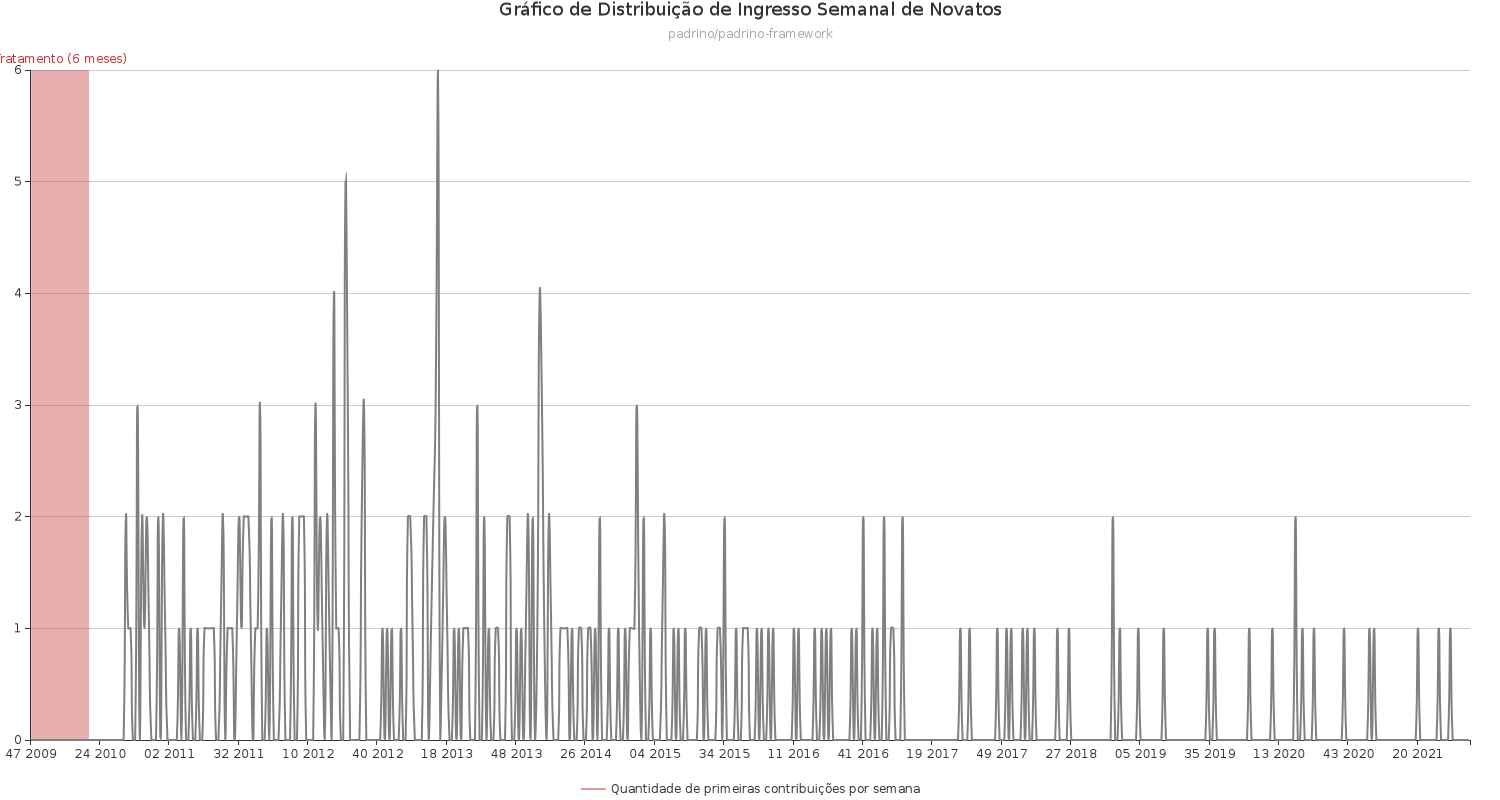 Gráfico de Distribuição de Ingresso Semanal de Novatos
padrino/padrino-framework
ratamento (6 meses)
6
5
4
3
2
1
0
47 2009 24 2010 02 2011 32 2011 10 2012 40 2012 18 2013 48 2013 26 2014 04 2015 34 2015 11 2016 41 2016 19 2017 49 2017 27 2018 05 2019 35 2019 13 2020 43 2020 20 2021
Quantidade de primeiras contribuições por semana